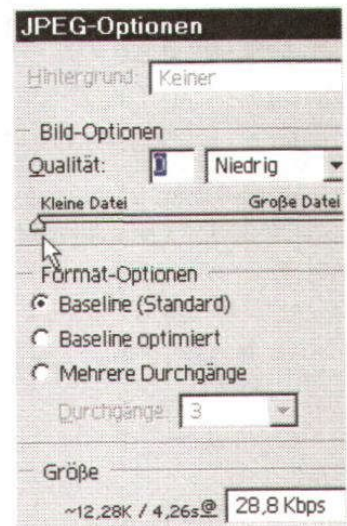 JPEG-Optionen
Hintergrund: Keiner
Bild-Optionen
Qualität: 0 Niedrig
Kleine Datei Große Datei
Format-Optionen
Baseline (Standard)
Baseline optimiert
Mehrere Durchgänge
Durchgänge: 3
Größe
~12,28K / 4,26s@ 28,8 Kbps